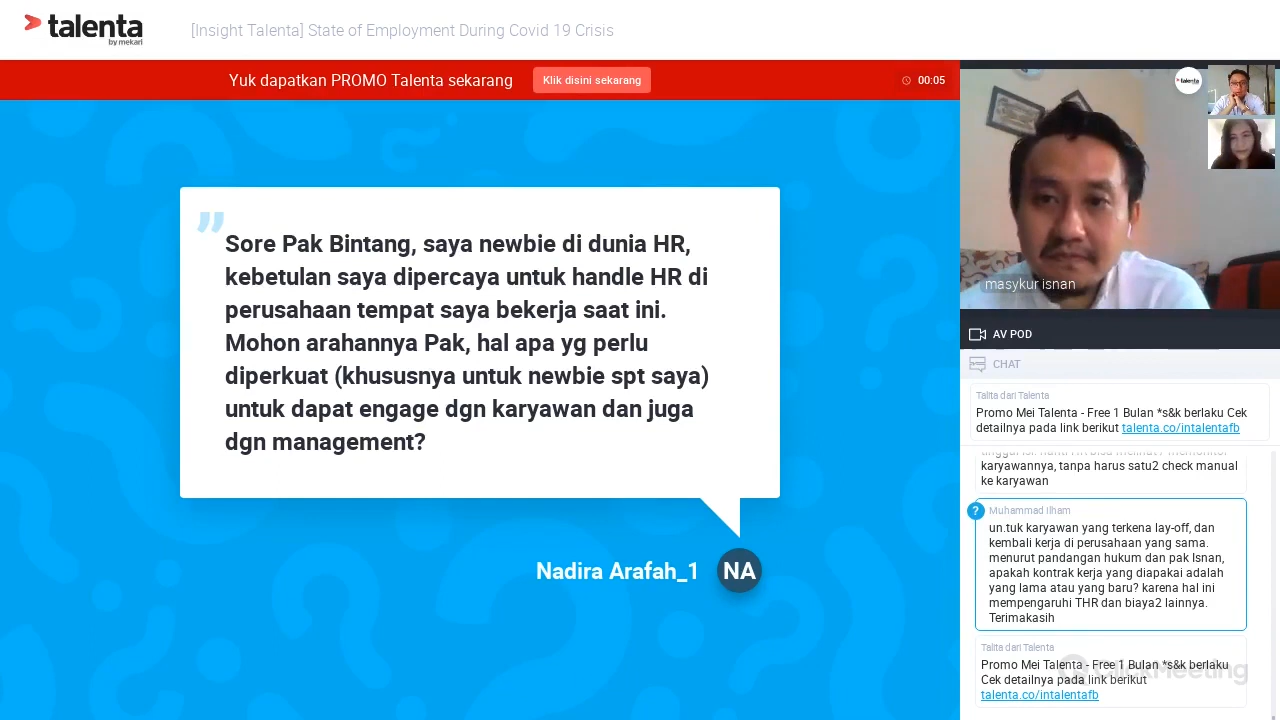 talenta
by mekari
[Insight Talenta] State of Employment During Covid 19 Crisis
Yuk dapatkan PROMO Talenta sekarang
Klik disini sekarang
00:05
Sore Pak Bintang, saya newbie di dunia HR,
kebetulan saya dipercaya untuk handle HR di
perusahaan tempat saya bekerja saat ini.
Mohon arahannya Pak, hal apa yg perlu
diperkuat (khususnya untuk newbie spt saya)
untuk dapat engage dgn karyawan dan juga
dgn management?
Nadira Arafah_1
NA
talenta
masykur isnan
AV POD
CHAT
Talita dari Talenta
Promo Mei Talenta - Free 1 Bulan *s&k berlaku Cek
detailnya pada link berikut talenta.co/intalentafb
karyawannya, tanpa harus satu2 check manual
ke karyawan
?
Muhammad Ilham
un.tuk karyawan yang terkena lay-off, dan
kembali kerja di perusahaan yang sama.
menurut pandangan hukum dan pak Isnan,
apakah kontrak kerja yang diapakai adalah
yang lama atau yang baru? karena hal ini
mempengaruhi THR dan biaya2 lainnya.
Terimakasih
Talita dari Talenta
Promo Mei Talenta - Free 1 Bulan *s&k berlaku
Cek detailnya pada link berikut
talenta.co/intalentafb
ClickMeeting